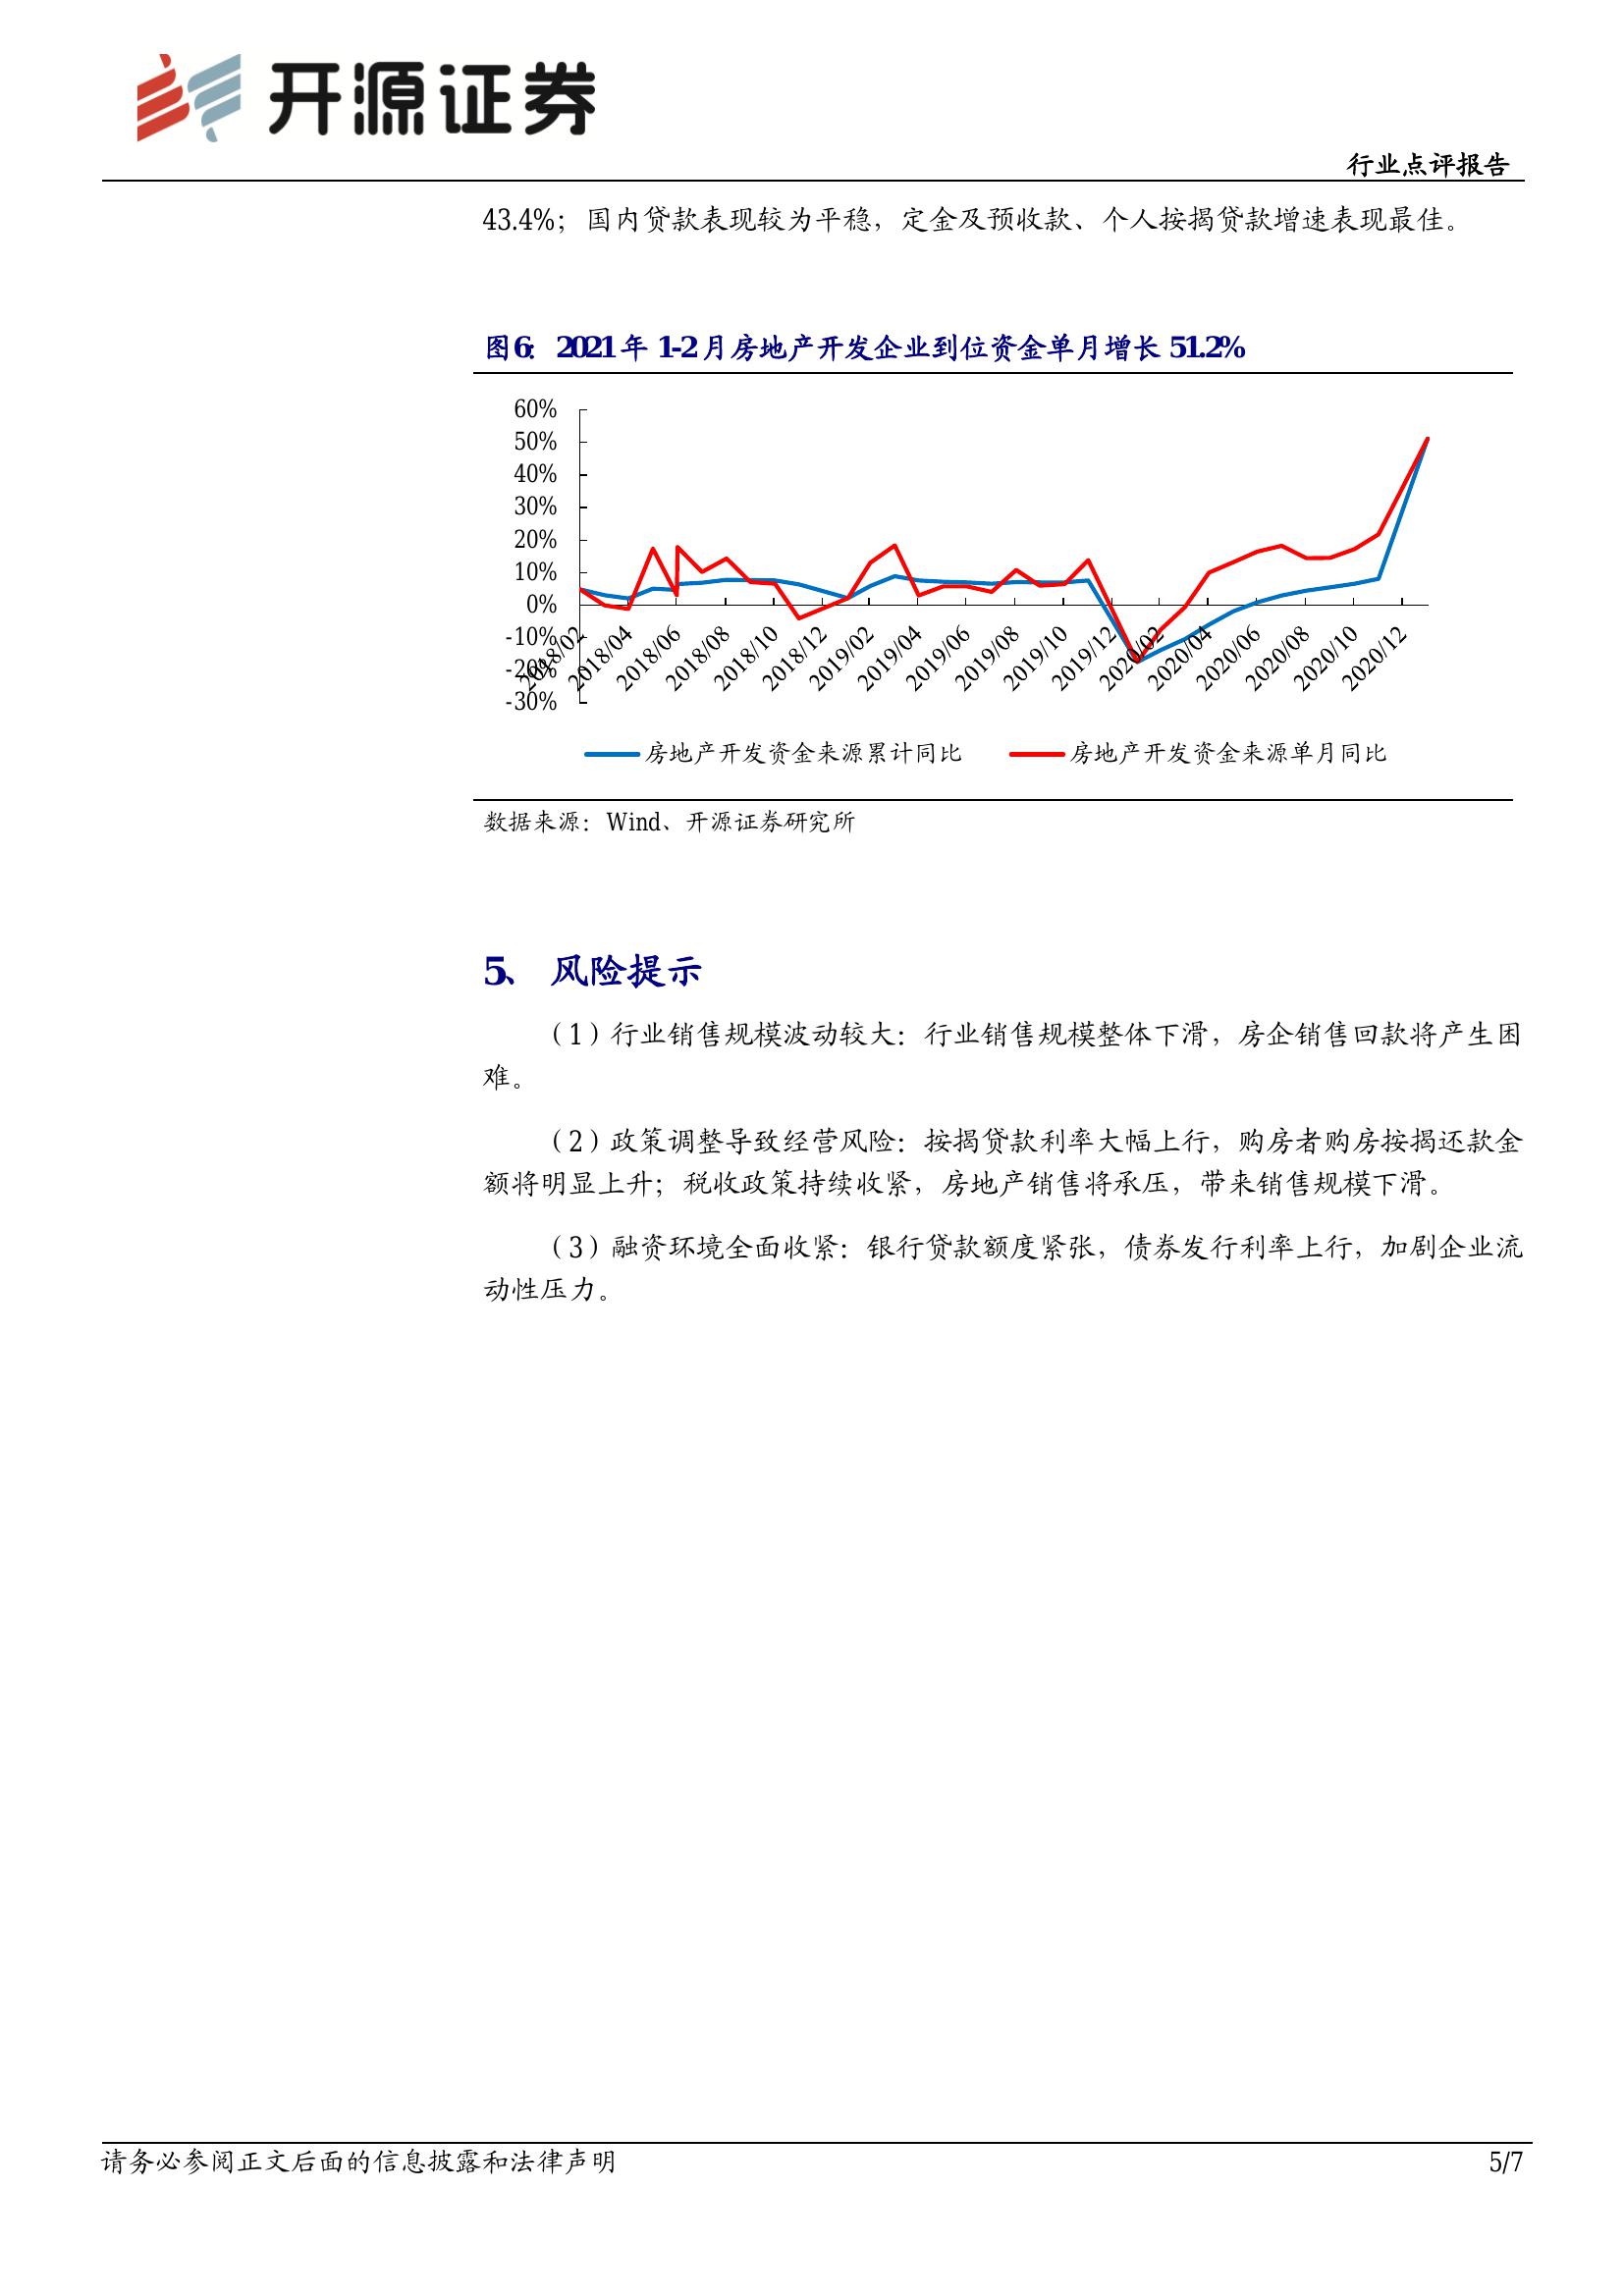 开源证券
行业点评报告
43.4%；国内贷款表现较为平稳，定金及预收款、个人按揭贷款增速表现最佳。
图6：2021年1-2月房地产开发企业到位资金单月增长51.2%
60%
50%
40%
30%
20%
10%
0%
-10%
-20%
-30%
2018/02
2018/04
2018/06
2018/08
2018/10
2018/12
2019/02
2019/04
2019/06
2019/08
2019/10
2019/12
2020/02
2020/04
2020/06
2020/08
2020/10
2020/12
房地产开发资金来源累计同比 房地产开发资金来源单月同比
数据来源：Wind、开源证券研究所
5、 风险提示
（1）行业销售规模波动较大：行业销售规模整体下滑，房企销售回款将产生困
难。
（2）政策调整导致经营风险：按揭贷款利率大幅上行，购房者购房按揭还款金
额将明显上升；税收政策持续收紧，房地产销售将承压，带来销售规模下滑。
（3）融资环境全面收紧：银行贷款额度紧张，债券发行利率上行，加剧企业流
动性压力。
请务必参阅正文后面的信息披露和法律声明 5/7